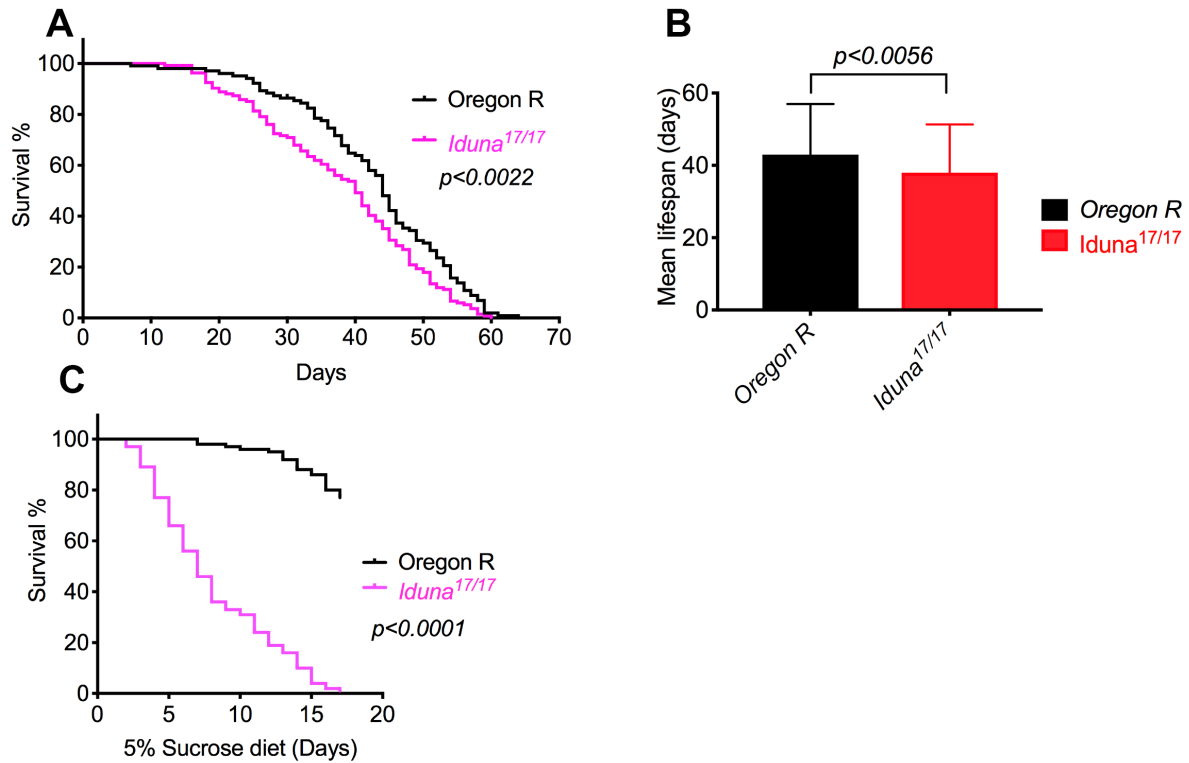 A
100
80
60
40
20
0
Survival %
0 10 20 30 40 50 60 70
Days
Oregon R
Iduna17/17
p<0.0022
B
p<0.0056
60
40
20
0
Mean lifespan (days)
Oregon R
Iduna17/17
Oregon R
Iduna17/17
C
100
80
60
40
20
0
Survival %
0 5 10 15 20
5% Sucrose diet (Days)
Oregon R
Iduna17/17
p<0.0001